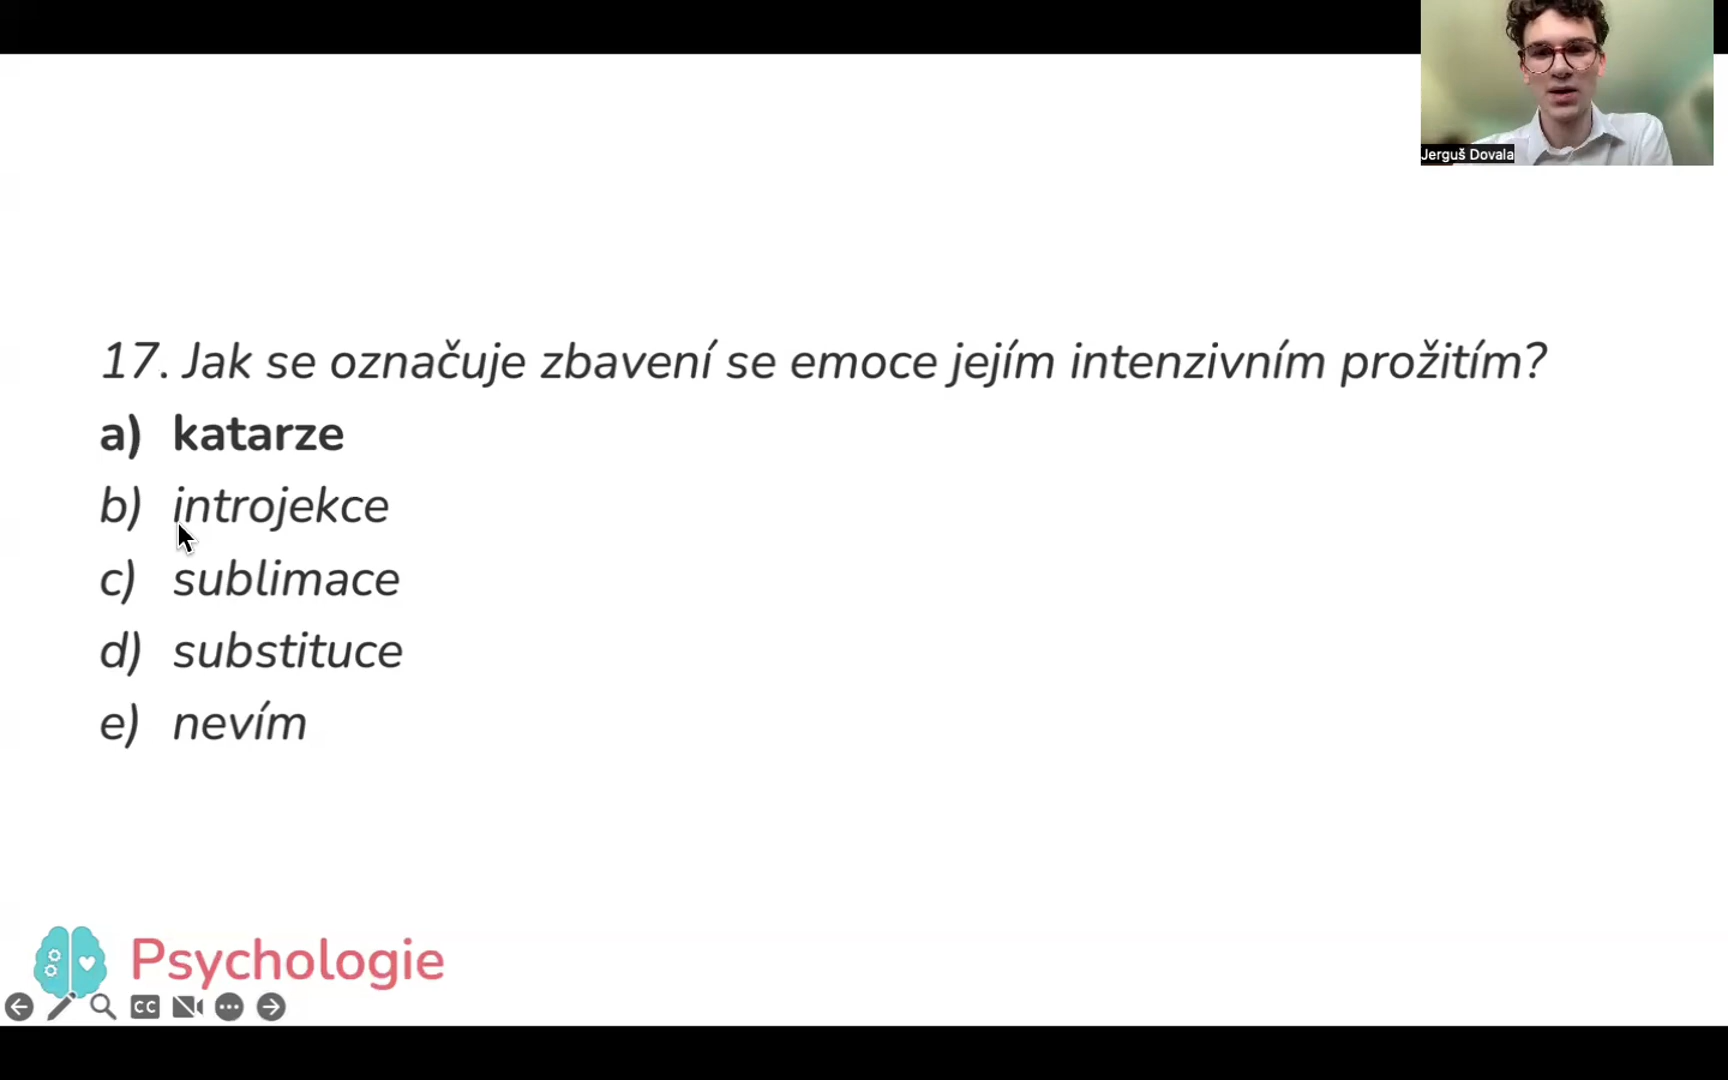 Jerguš Dovala
17. Jak se označuje zbavení se emoce jejím intenzivním prožitím?
a) katarze
b) introjekce
c) sublimace
d) substituce
e) nevím
Psychologie
CC